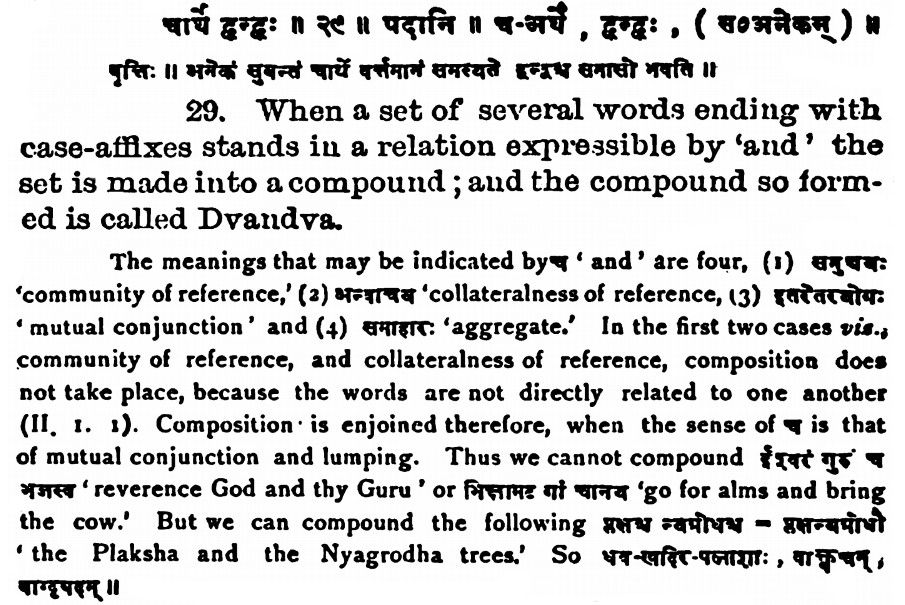 चार्थे द्वन्द्वः ॥ २९ ॥ पदानि ॥ च-अर्थे , द्वन्द्वः , ( स०अनेकम् ) ॥
वृत्तिः ॥ अनेकं सुबन्तं चार्थे वर्त्तमानं समस्यते द्वन्द्वश्च समासो भवति ॥
29. When a set of several words ending with
case-affixes stands in a relation expressible by ‘and’ the
set is made into a compound ; and the compound so form-
ed is called Dvandva.
The meanings that may be indicated by च ‘ and ’ are four, (1) समुच्चयः
‘community of reference,’ (2) अन्वाचय ‘collateralness of reference, (3) इतरेतरयोगः
‘ mutual conjunction ’ and (4) समाहारः ‘aggregate.’ In the first two cases vis.,
community of reference, and collateralness of reference, composition does
not take place, because the words are not directly related to one another
(II. 1. 1). Composition is enjoined therefore, when the sense of च is that
of mutual conjunction and lumping. Thus we cannot compound ईश्वरं गुरुं च
भजस्व ‘ reverence God and thy Guru ’ or भिक्षामट गां चानय ‘go for alms and bring
the cow.’ But we can compound the following प्लक्षश्च न्यग्रोधश्च = प्लक्षन्यग्रोधौ
‘ the Plaksha and the Nyagrodha trees.’ So धव-खदिर-पलाशाः , वाक्त्वचम् ,
वाग्दृषदम् ॥